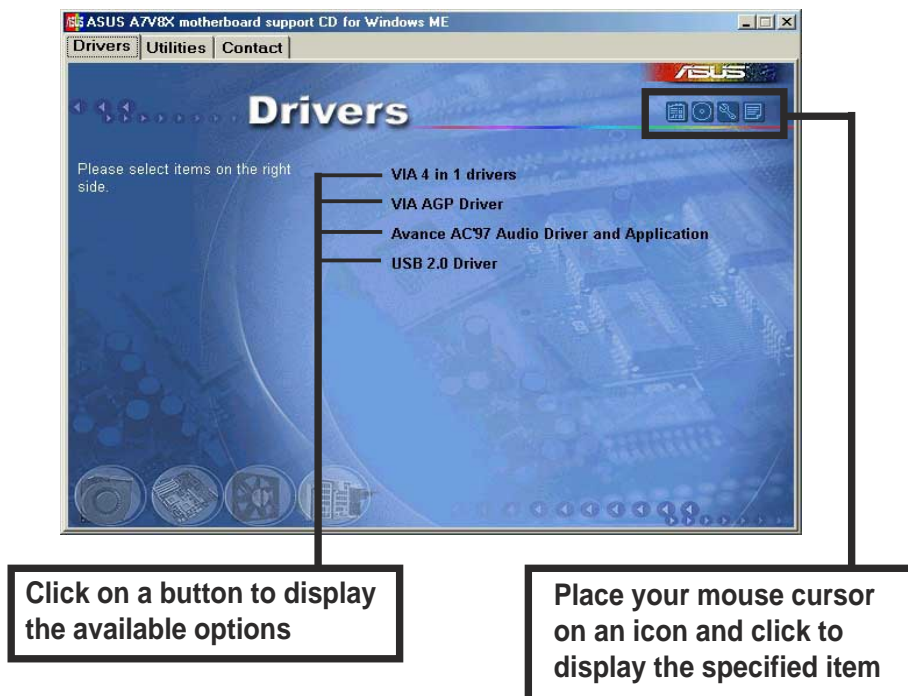 ASUS A7V8X motherboard support CD for Windows ME
Drivers Utilities Contact
ASUS
Drivers
Please select items on the right
side.
VIA 4 in 1 drivers
VIA AGP Driver
Avance AC'97 Audio Driver and Application
USB 2.0 Driver
Click on a button to display
the available options
Place your mouse cursor
on an icon and click to
display the specified item